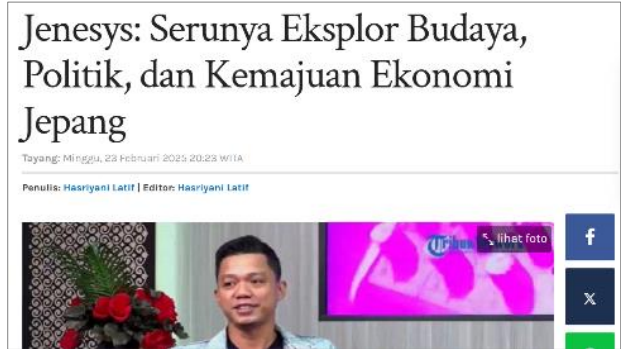 Jenesys: Serunya Eksplor Budaya,
Politik, dan Kemajuan Ekonomi
Jepang
Tayang: Minggu, 23 Februari 2025 20:23 WITA
Penulis: Hasriyani Latif | Editor: Hasriyani Latif
Tribun
lihat foto